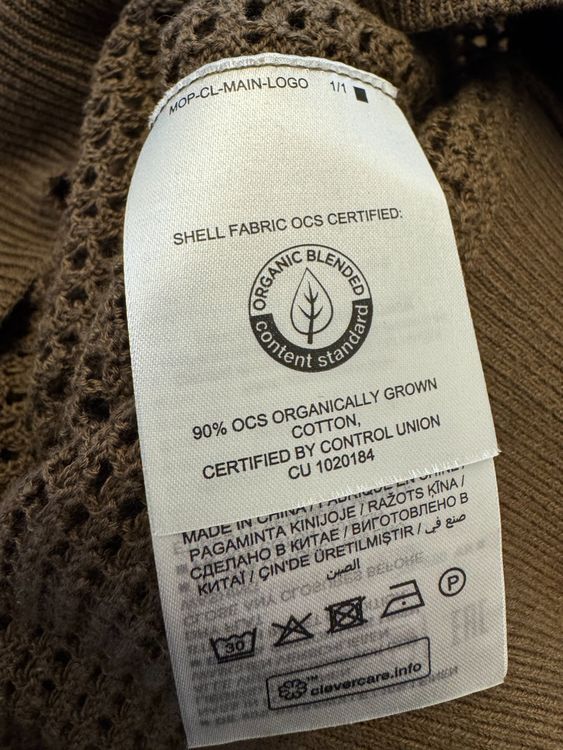 MOP-CL-MAIN-LOGO 1/1
SHELL FABRIC OCS CERTIFIED:
ORGANIC BLENDED
content standard
90% OCS ORGANICALLY GROWN
COTTON,
CERTIFIED BY CONTROL UNION
CU 1020184
MADE IN CHINA / FABRIQUÉ EN CHINE /
PAGAMINTA KINIJOJE / RAŽOTS ĶĪNA /
СДЕЛАНО В КИТАЕ / ВИГОТОВЛЕНО В
КИТАЇ / ÇİN'DE ÜRETİLMİŞTİR / صنع في
الصين
30 P
™ clevercare.info